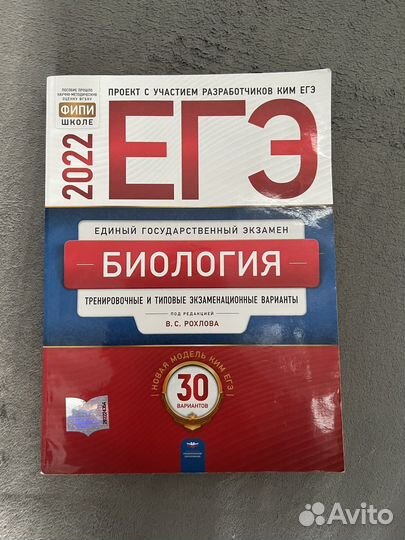 ПРОЕКТ С УЧАСТИЕМ РАЗРАБОТЧИКОВ КИМ ЕГЭ
ПОСОБИЕ ПРОШЛО
НАУЧНО-МЕТОДИЧЕСКУЮ
ОЦЕНКУ ФГБНУ
ФИПИ
ШКОЛЕ
2022
ЕГЭ
ЕДИНЫЙ ГОСУДАРСТВЕННЫЙ ЭКЗАМЕН
БИОЛОГИЯ
ТРЕНИРОВОЧНЫЕ И ТИПОВЫЕ ЭКЗАМЕНАЦИОННЫЕ ВАРИАНТЫ
ПОД РЕДАКЦИЕЙ
В.С. РОХЛОВА
НОВАЯ МОДЕЛЬ КИМ ЕГЭ
30
ВАРИАНТОВ
Avito